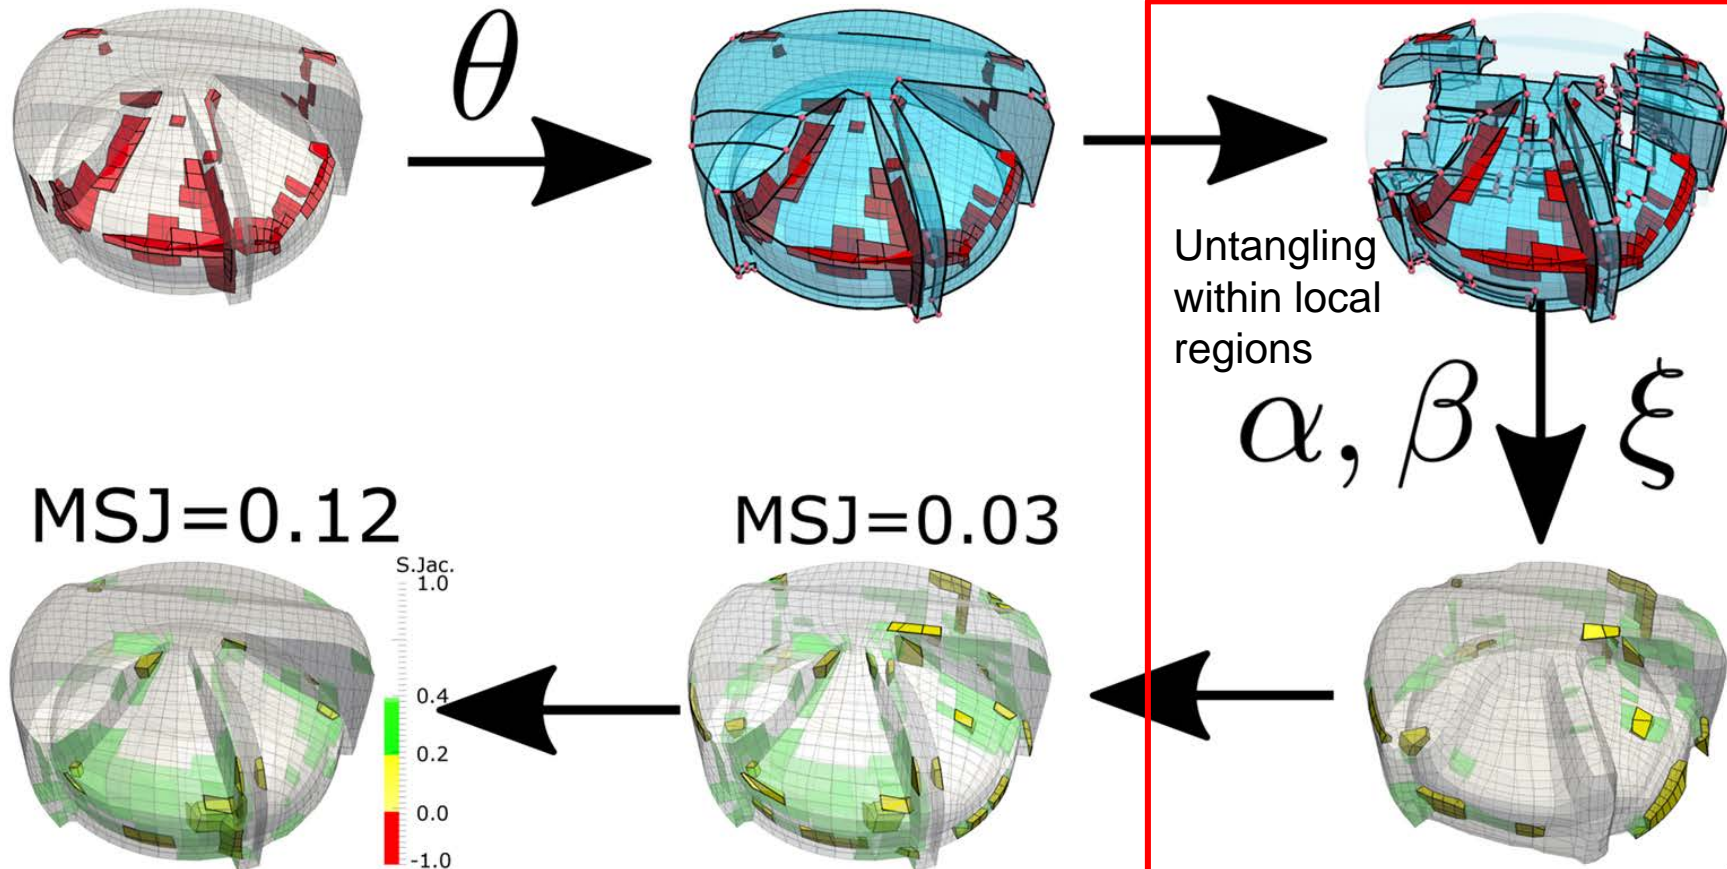 θ
Untangling
within local
regions
α, β ξ
MSJ=0.12
MSJ=0.03
S.Jac.
1.0
0.4
0.2
0.0
-1.0